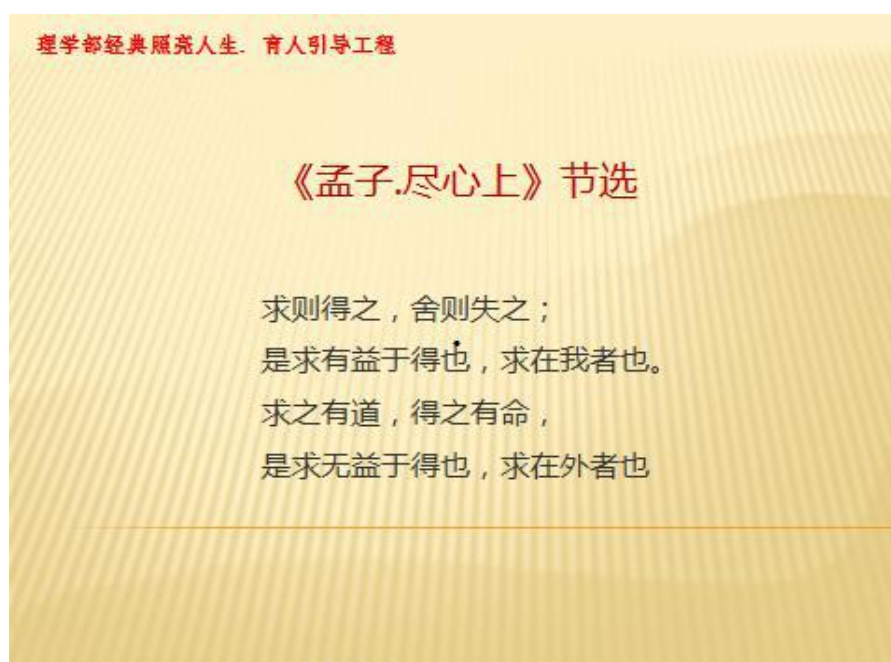 理学部经典照亮人生. 育人引导工程
《孟子.尽心上》节选
求则得之，舍则失之；
是求有益于得也，求在我者也。
求之有道，得之有命，
是求无益于得也，求在外者也